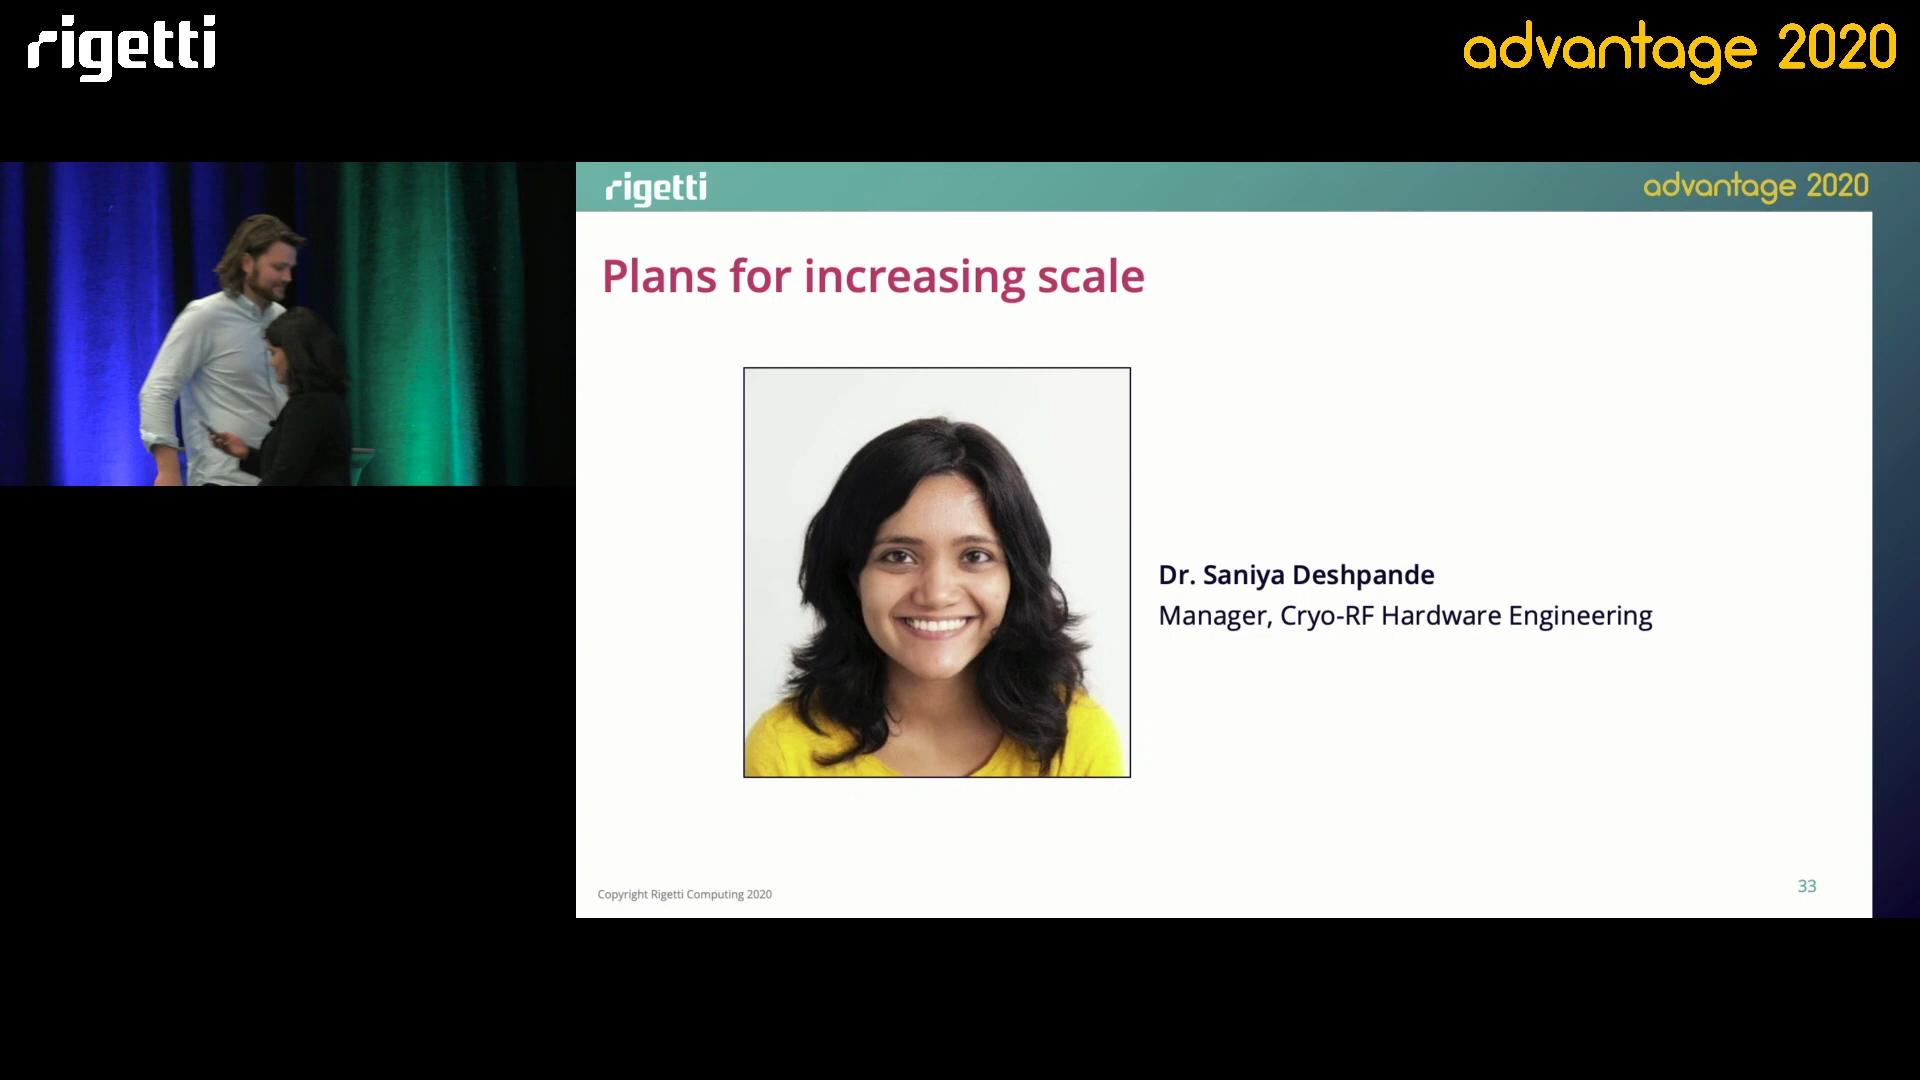 rigetti
advantage 2020
rigetti
advantage 2020
Plans for increasing scale
Dr. Saniya Deshpande
Manager, Cryo-RF Hardware Engineering
Copyright Rigetti Computing 2020
33